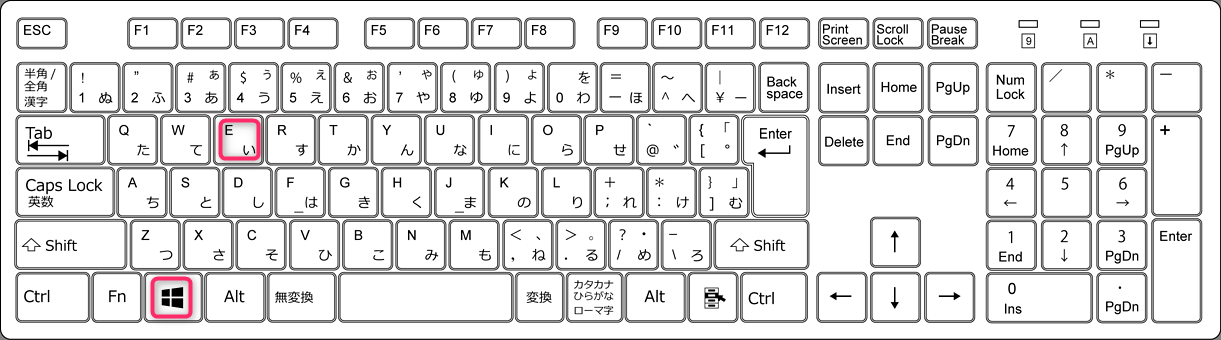 ESC F1 F2 F3 F4 F5 F6 F7 F8 F9 F10 F11 F12 Print Screen Scroll Lock Pause Break 9 A ↓
半角/全角 漢字 ! 1 ぬ " 2 ふ # ぁ 3 あ $ ぅ 4 う % ぇ 5 え & ぉ 6 お ' ゃ 7 や ( ゅ 8 ゆ ) ょ 9 よ を 0 わ = - ほ ~ ^ へ | ¥ ー Back space Insert Home PgUp Num Lock / * -
Tab Q た W て E い R す T か Y ん U な I に O ら P せ ` @ ゛ { 「 [ ゜ Enter Delete End PgDn 7 Home 8 ↑ 9 PgUp +
Caps Lock 英数 A ち S と D し F _は G き H く J _ま K の L り + ; れ * : け } 」 ] む 4 ← 5 6 →
Shift Z つ X さ C そ V ひ B こ N み M も < 、 , ね > 。 . る ? ・ / め _ \ ろ Shift ↑ 1 End 2 ↓ 3 PgDn Enter
Ctrl Fn Alt 無変換 変換 カタカナ ひらがな ローマ字 Alt Ctrl ← ↓ → 0 Ins . PgDn